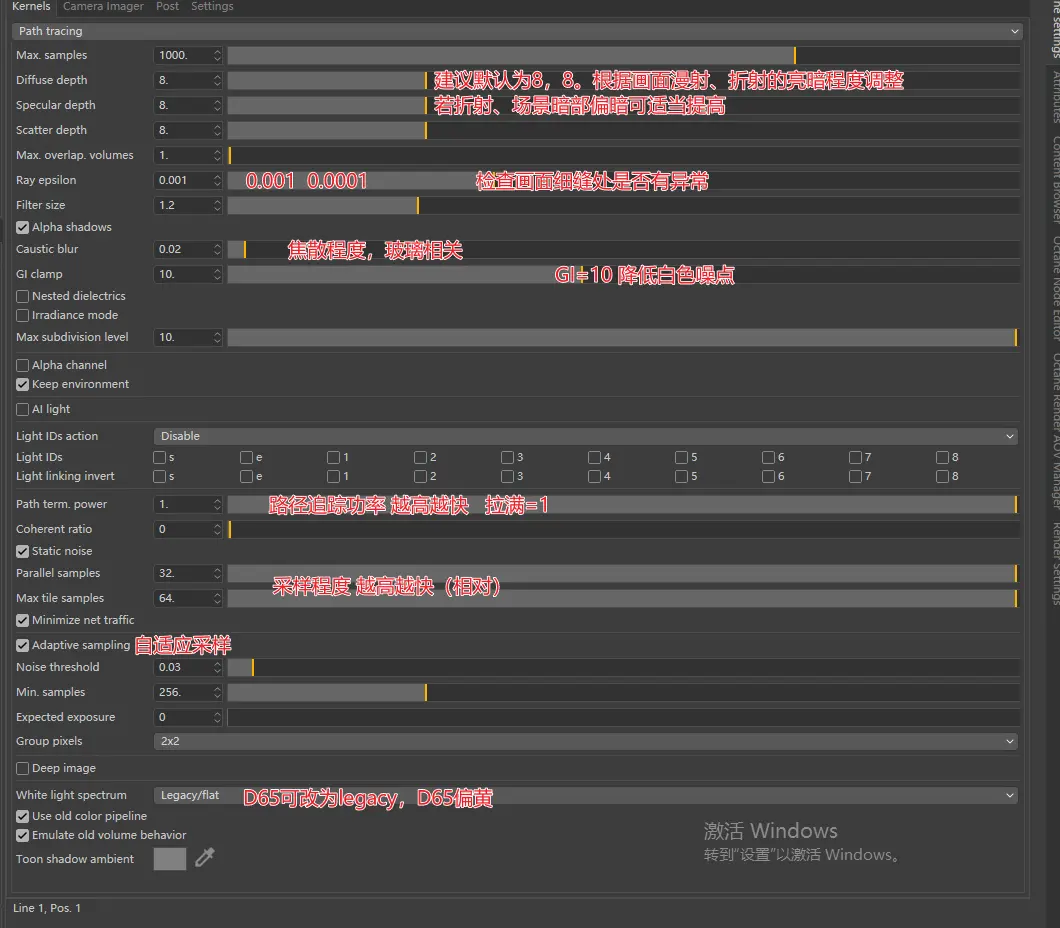 Kernels Camera Imager Post Settings
Path tracing
Max. samples 1000.
Diffuse depth 8. 建议默认为8，8。根据画面漫射、折射的亮暗程度调整
Specular depth 8. 若折射、场景暗部偏暗可适当提高
Scatter depth 8.
Max. overlap. volumes 1.
Ray epsilon 0.001 0.001 0.0001 检查画面细缝处是否有异常
Filter size 1.2
Alpha shadows
Caustic blur 0.02 焦散程度，玻璃相关
GI clamp 10. GI=10 降低白色噪点
Nested dielectrics
Irradiance mode
Max subdivision level 10.
Alpha channel
Keep environment
AI light
Light IDs action Disable
Light IDs s e 1 2 3 4 5 6 7 8
Light linking invert s e 1 2 3 4 5 6 7 8
Path term. power 1. 路径追踪功率 越高越快 拉满=1
Coherent ratio 0
Static noise
Parallel samples 32.
采样程度 越高越快（相对）
Max tile samples 64.
Minimize net traffic
Adaptive sampling 自适应采样
Noise threshold 0.03
Min. samples 256.
Expected exposure 0
Group pixels 2x2
Deep image
White light spectrum Legacy/flat D65可改为legacy，D65偏黄
Use old color pipeline
Emulate old volume behavior
激活 Windows
Toon shadow ambient
转到“设置”以激活 Windows。
Line 1, Pos. 1
Attributes
Content Browser
Octane Node Editor
Octane Render AOV Manager
Render Settings